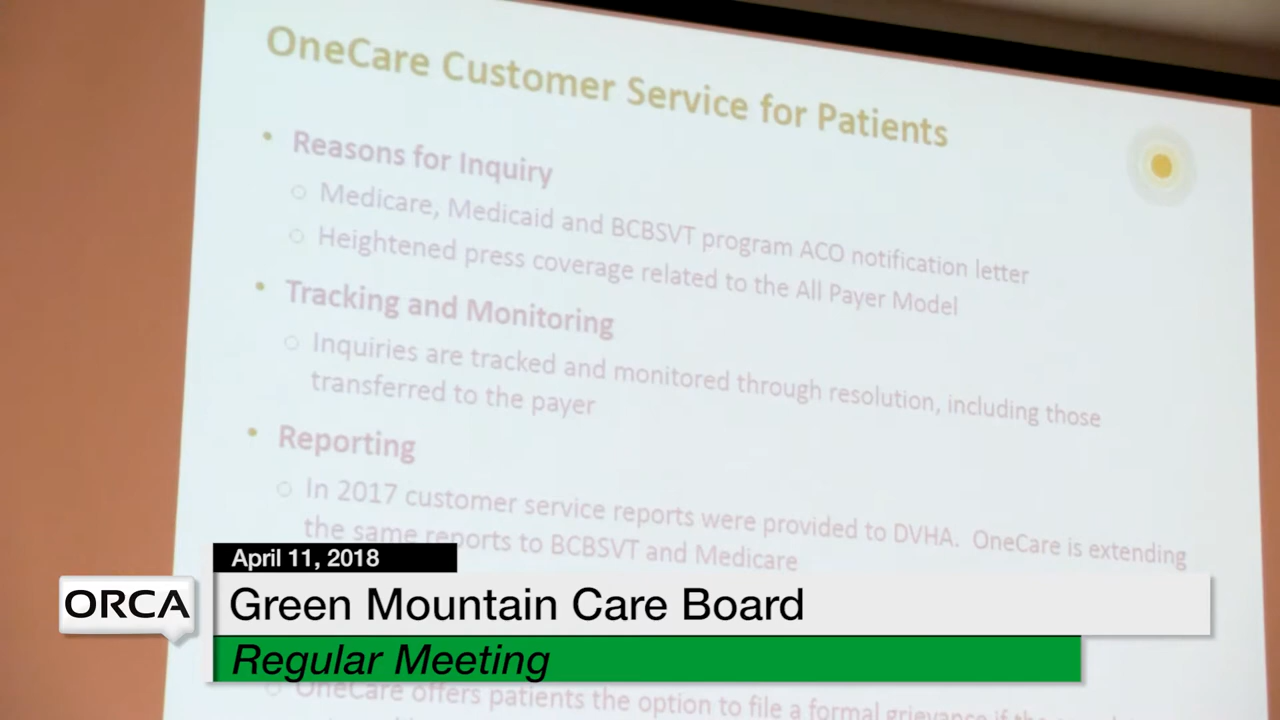 OneCare Customer Service for Patients
• Reasons for Inquiry
○ Medicare, Medicaid and BCBSVT program ACO notification letter
○ Heightened press coverage related to the All Payer Model
• Tracking and Monitoring
○ Inquiries are tracked and monitored through resolution, including those
transferred to the payer
• Reporting
○ In 2017 customer service reports were provided to DVHA. OneCare is extending
the same reports to BCBSVT and Medicare
April 11, 2018
ORCA
Green Mountain Care Board
Regular Meeting
○ OneCare offers patients the option to file a formal grievance if the